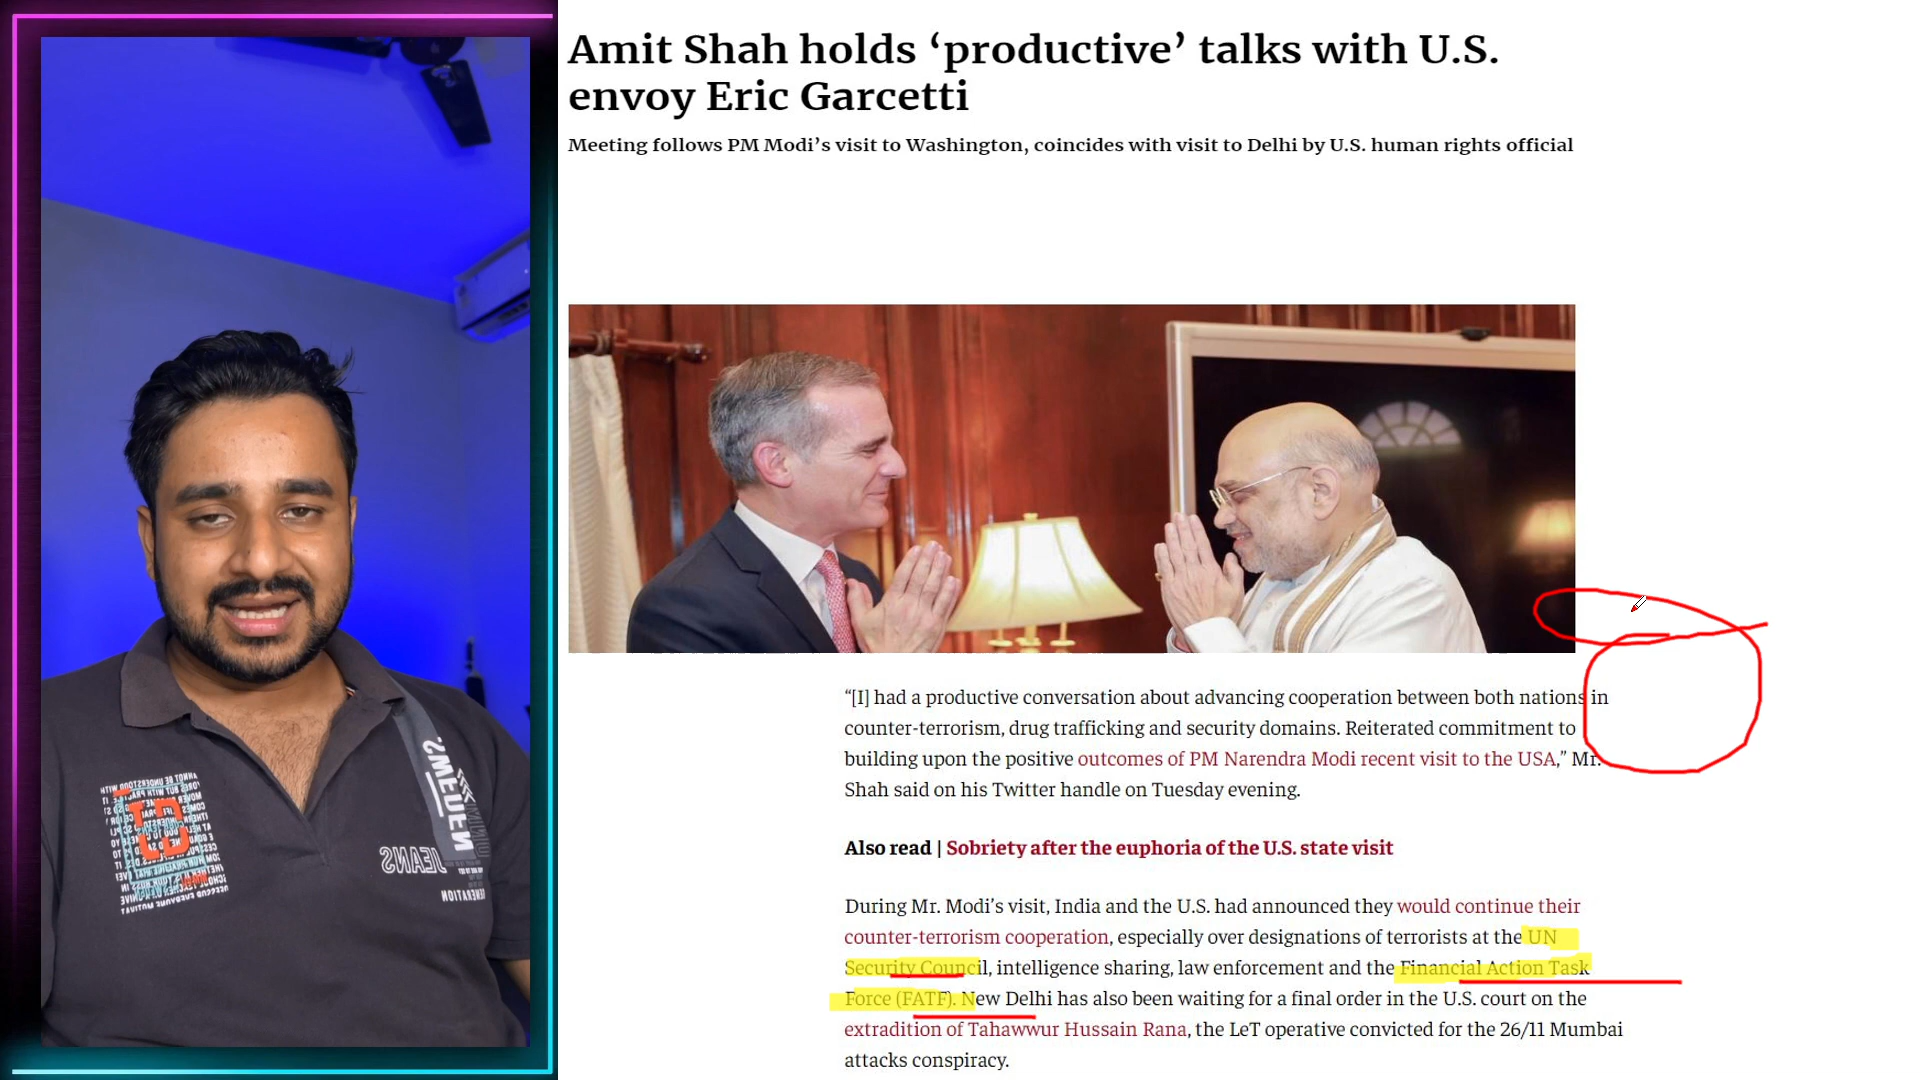 Amit Shah holds ‘productive’ talks with U.S.
envoy Eric Garcetti
Meeting follows PM Modi’s visit to Washington, coincides with visit to Delhi by U.S. human rights official
“[I] had a productive conversation about advancing cooperation between both nations in
counter-terrorism, drug trafficking and security domains. Reiterated commitment to
building upon the positive outcomes of PM Narendra Modi recent visit to the USA,” Mr.
Shah said on his Twitter handle on Tuesday evening.
Also read | Sobriety after the euphoria of the U.S. state visit
During Mr. Modi’s visit, India and the U.S. had announced they would continue their
counter-terrorism cooperation, especially over designations of terrorists at the UN
Security Council, intelligence sharing, law enforcement and the Financial Action Task
Force (FATF). New Delhi has also been waiting for a final order in the U.S. court on the
extradition of Tahawwur Hussain Rana, the LeT operative convicted for the 26/11 Mumbai
attacks conspiracy.
JEANS